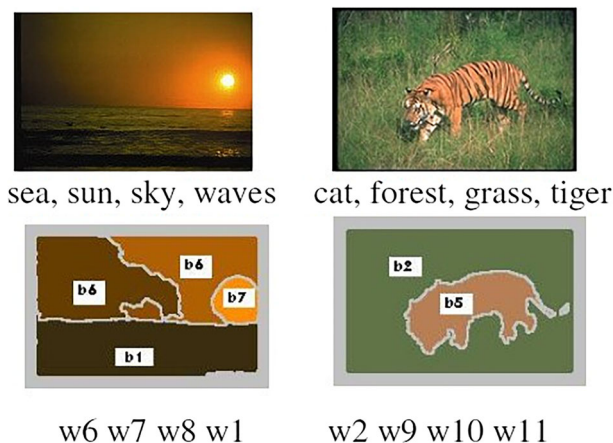 sea, sun, sky, waves
cat, forest, grass, tiger
b6
b6
b7
b1
b2
b5
w6 w7 w8 w1
w2 w9 w10 w11